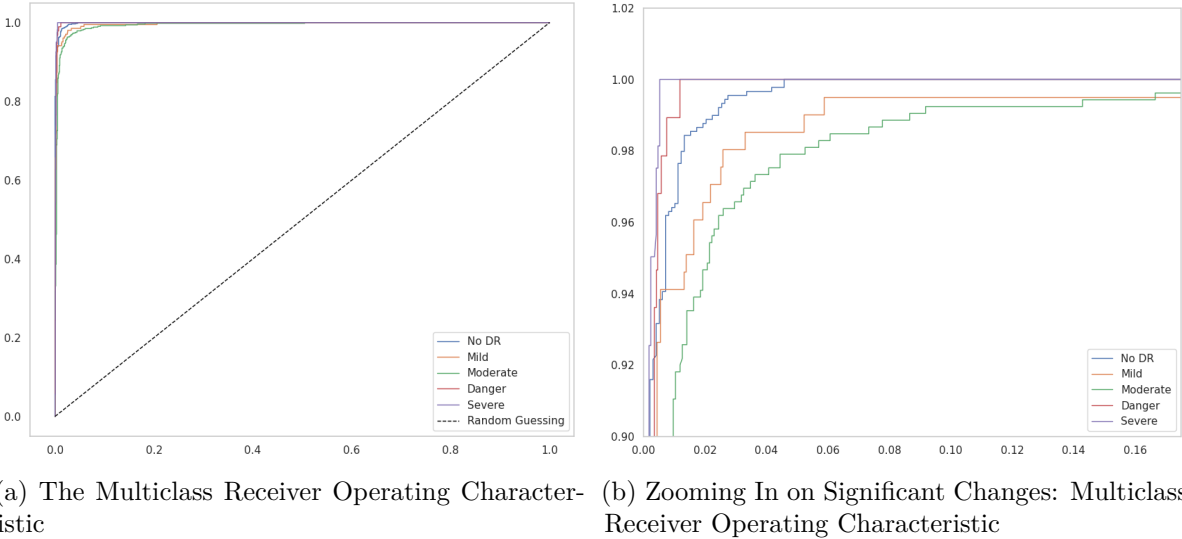 1.0
0.8
0.6
0.4
0.2
0.0
0.0 0.2 0.4 0.6 0.8 1.0
No DR
Mild
Moderate
Danger
Severe
Random Guessing
1.02
1.00
0.98
0.96
0.94
0.92
0.90
0.00 0.02 0.04 0.06 0.08 0.10 0.12 0.14 0.16
No DR
Mild
Moderate
Danger
Severe
(a) The Multiclass Receiver Operating Character-
istic
(b) Zooming In on Significant Changes: Multiclass
Receiver Operating Characteristic